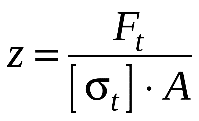 z = F_t / ([σ_t] · A)